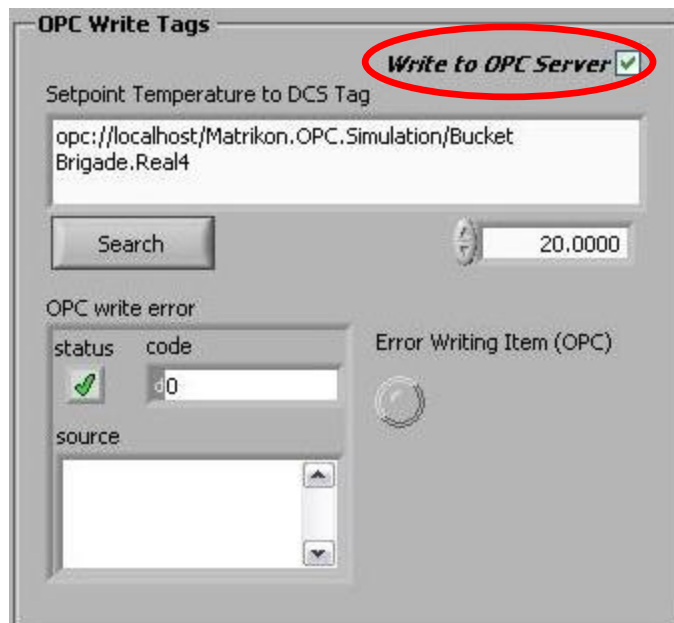 OPC Write Tags
Write to OPC Server
Setpoint Temperature to DCS Tag
opc://localhost/Matrikon.OPC.Simulation/Bucket
Brigade.Real4
Search
20.0000
OPC write error
status code
Error Writing Item (OPC)
d0
source